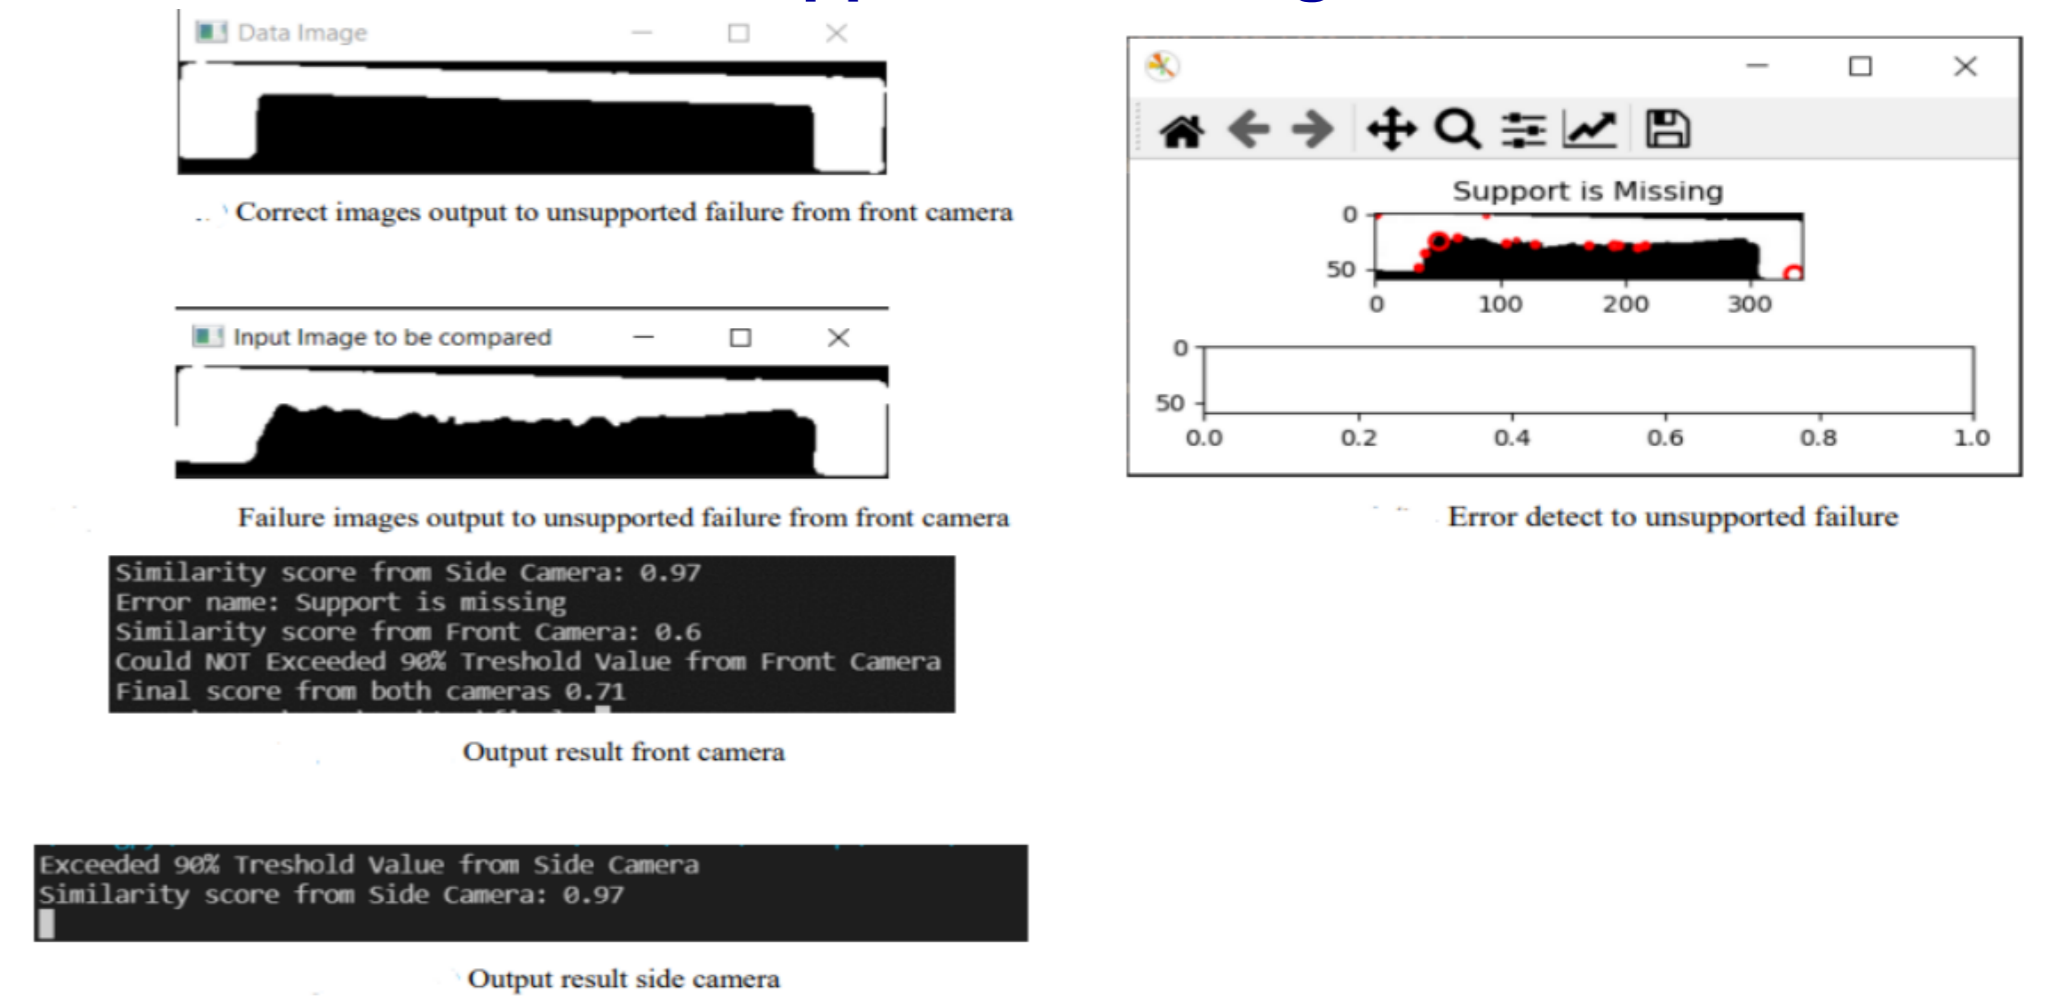 Data Image
Correct images output to unsupported failure from front camera
Input Image to be compared
Failure images output to unsupported failure from front camera
Similarity score from Side Camera: 0.97
Error name: Support is missing
Similarity score from Front Camera: 0.6
Could NOT Exceeded 90% Treshold Value from Front Camera
Final score from both cameras 0.71
Output result front camera
Exceeded 90% Treshold Value from Side Camera
Similarity score from Side Camera: 0.97
Output result side camera
Support is Missing
0
50
0 100 200 300
0
50
0.0 0.2 0.4 0.6 0.8 1.0
Error detect to unsupported failure